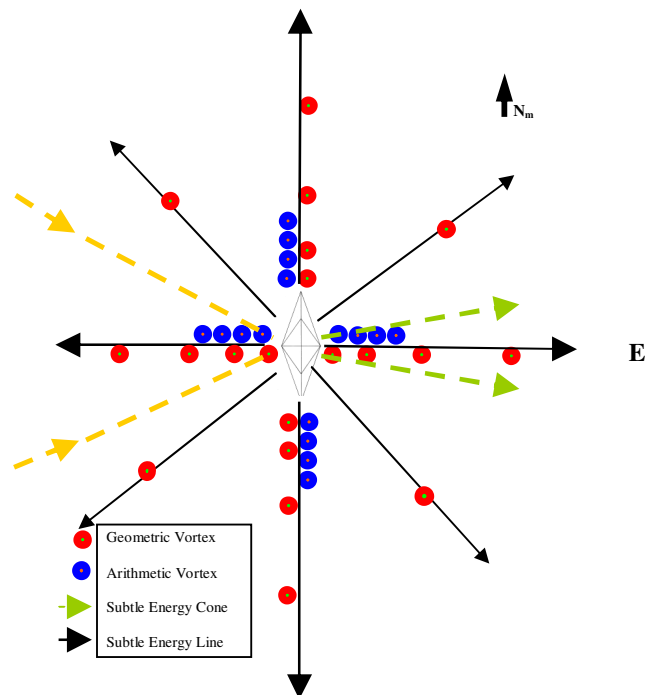 Nm
E
Geometric Vortex
Arithmetic Vortex
Subtle Energy Cone
Subtle Energy Line